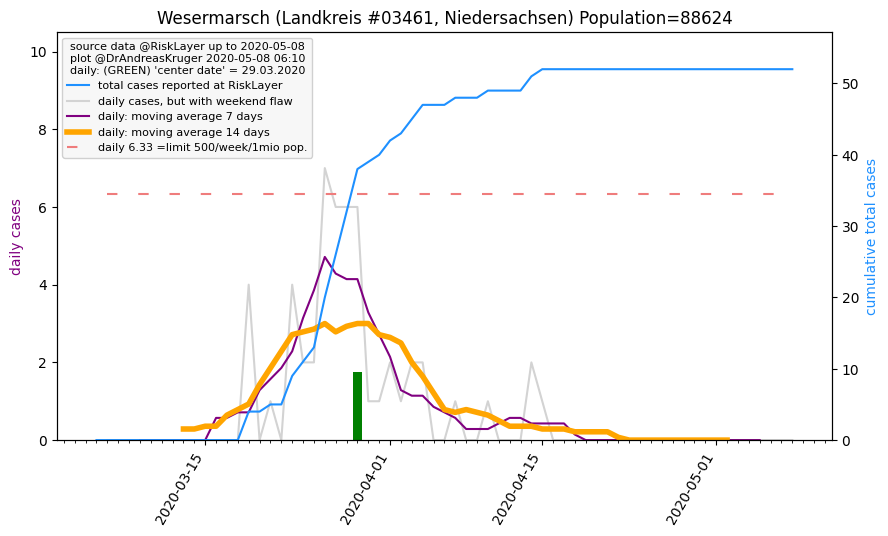 Wesermarsch (Landkreis #03461, Niedersachsen) Population=88624
source data @RiskLayer up to 2020-05-08
plot @DrAndreasKruger 2020-05-08 06:10
daily: (GREEN) 'center date' = 29.03.2020
total cases reported at RiskLayer
daily cases, but with weekend flaw
daily: moving average 7 days
daily: moving average 14 days
daily 6.33 =limit 500/week/1mio pop.
daily cases
10
8
6
4
2
0
cumulative total cases
50
40
30
20
10
0
2020-03-15
2020-04-01
2020-04-15
2020-05-01